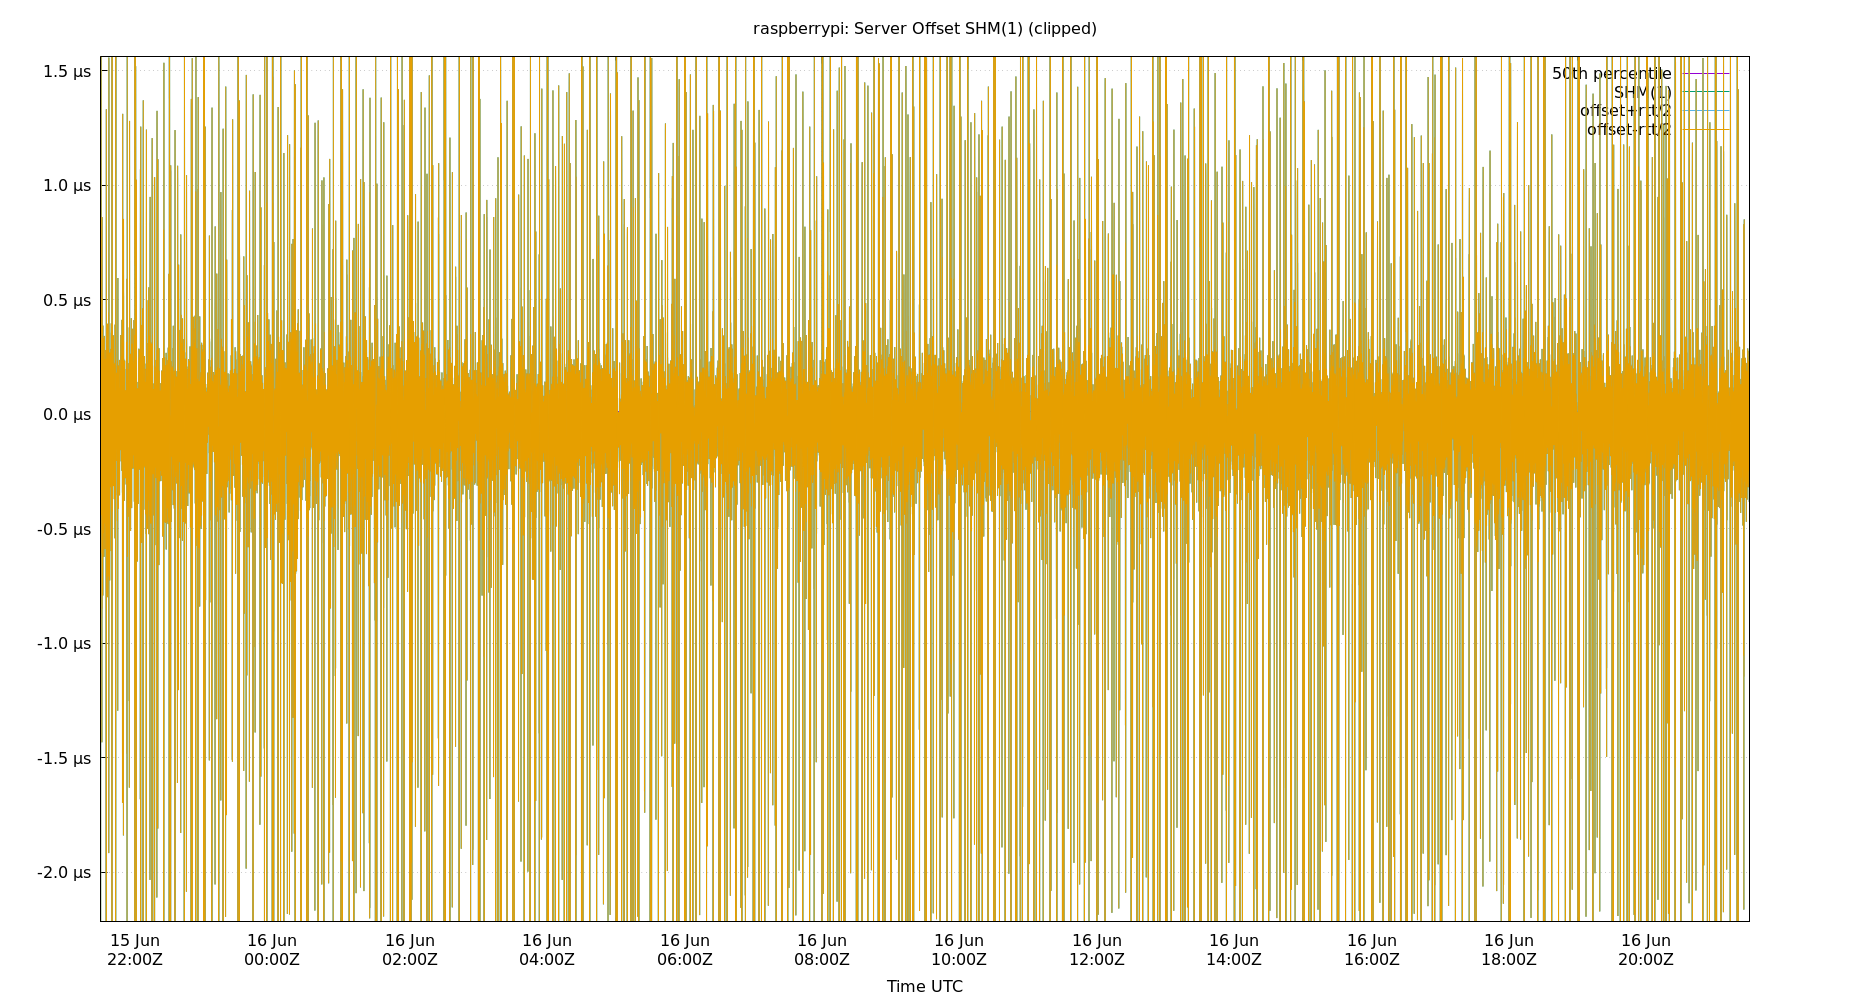 raspberrypi: Server Offset SHM(1) (clipped)
1.5 µs
1.0 µs
0.5 µs
0.0 µs
-0.5 µs
-1.0 µs
-1.5 µs
-2.0 µs
50th percentile
SHM(1)
offset+rtt/2
offset-rtt/2
15 Jun 16 Jun 16 Jun 16 Jun 16 Jun 16 Jun 16 Jun 16 Jun 16 Jun 16 Jun 16 Jun 16 Jun
22:00Z 00:00Z 02:00Z 04:00Z 06:00Z 08:00Z 10:00Z 12:00Z 14:00Z 16:00Z 18:00Z 20:00Z
Time UTC